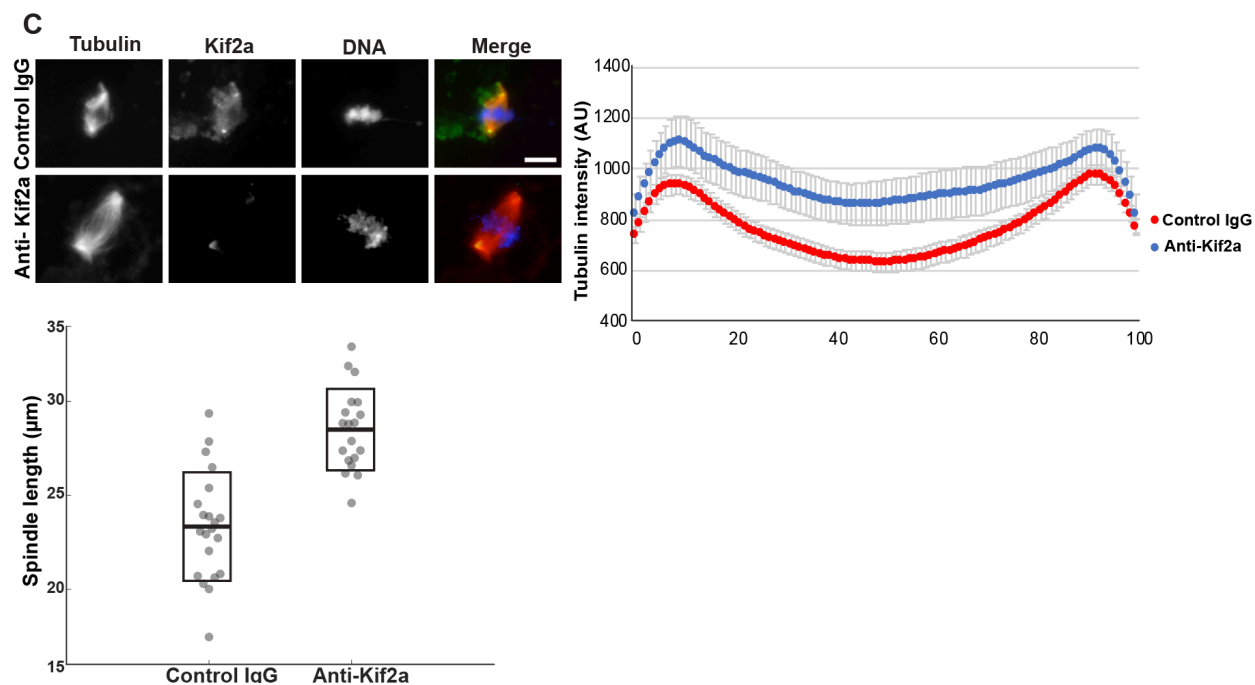 C
Tubulin Kif2a DNA Merge
Control IgG
Anti- Kif2a
1400
1200
1000
800
600
400
Tubulin intensity (AU)
0 20 40 60 80 100
Control IgG
Anti-Kif2a
35
30
25
20
15
Spindle length (µm)
Control IgG Anti-Kif2a